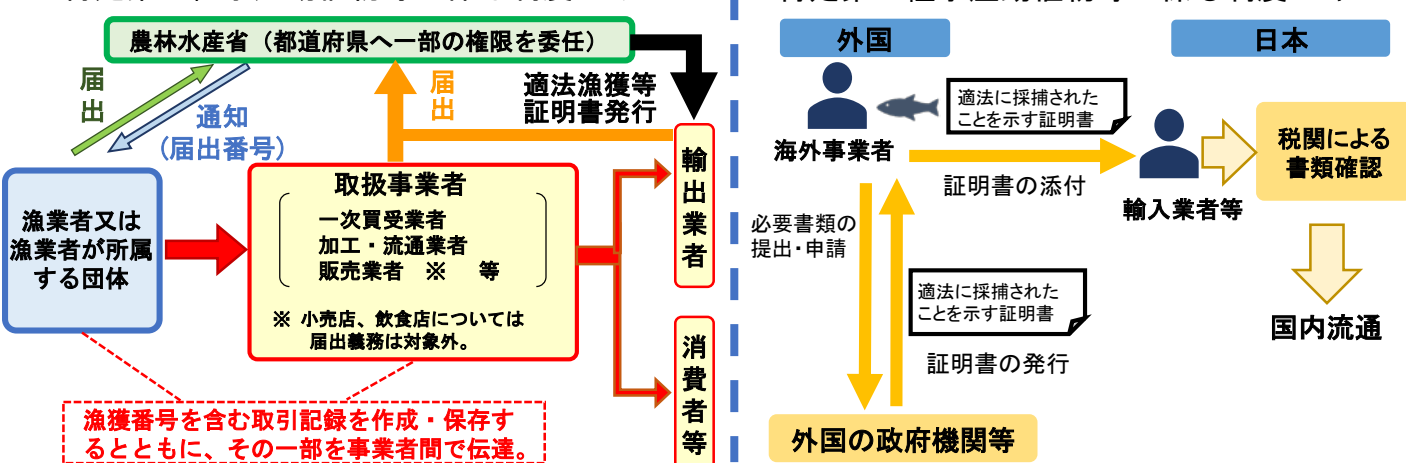 農林水産省（都道府県へ一部の権限を委任）
届出
通知
（届出番号）
届出
適法漁獲等
証明書発行
漁業者又は
漁業者が所属
する団体
取扱事業者
一次買受業者
加工・流通業者
販売業者　※　等
※ 小売店、飲食店については
届出義務は対象外。
輸出業者
消費者等
漁獲番号を含む取引記録を作成・保存す
るとともに、その一部を事業者間で伝達。
外国
日本
海外事業者
適法に採捕された
ことを示す証明書
証明書の添付
輸入業者等
税関による
書類確認
国内流通
必要書類の
提出・申請
適法に採捕された
ことを示す証明書
証明書の発行
外国の政府機関等